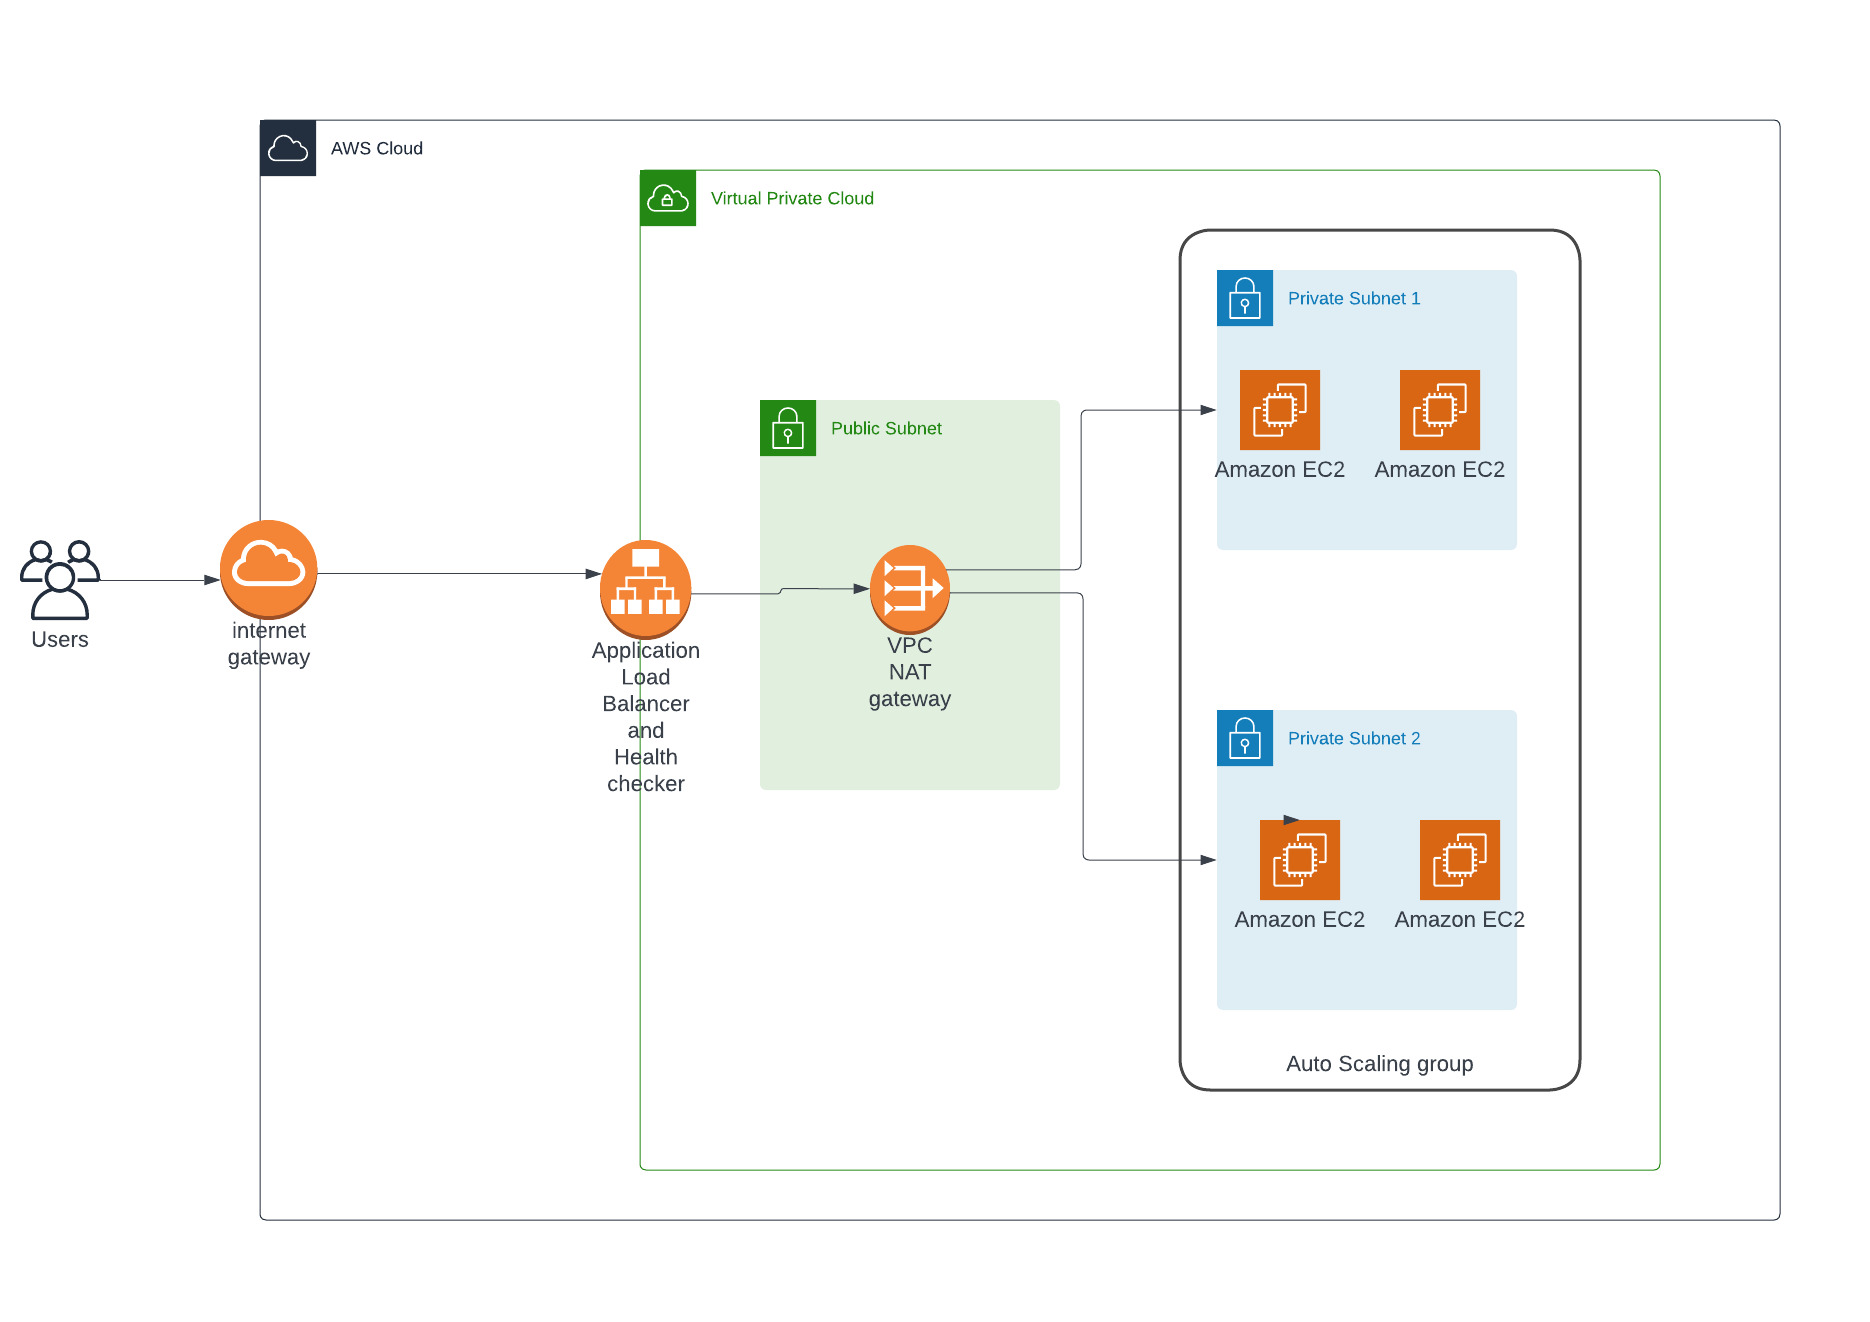 AWS Cloud
Virtual Private Cloud
Private Subnet 1
Amazon EC2
Amazon EC2
Public Subnet
Users
internet
gateway
Application
Load
Balancer
and
Health
checker
VPC
NAT
gateway
Private Subnet 2
Amazon EC2
Amazon EC2
Auto Scaling group